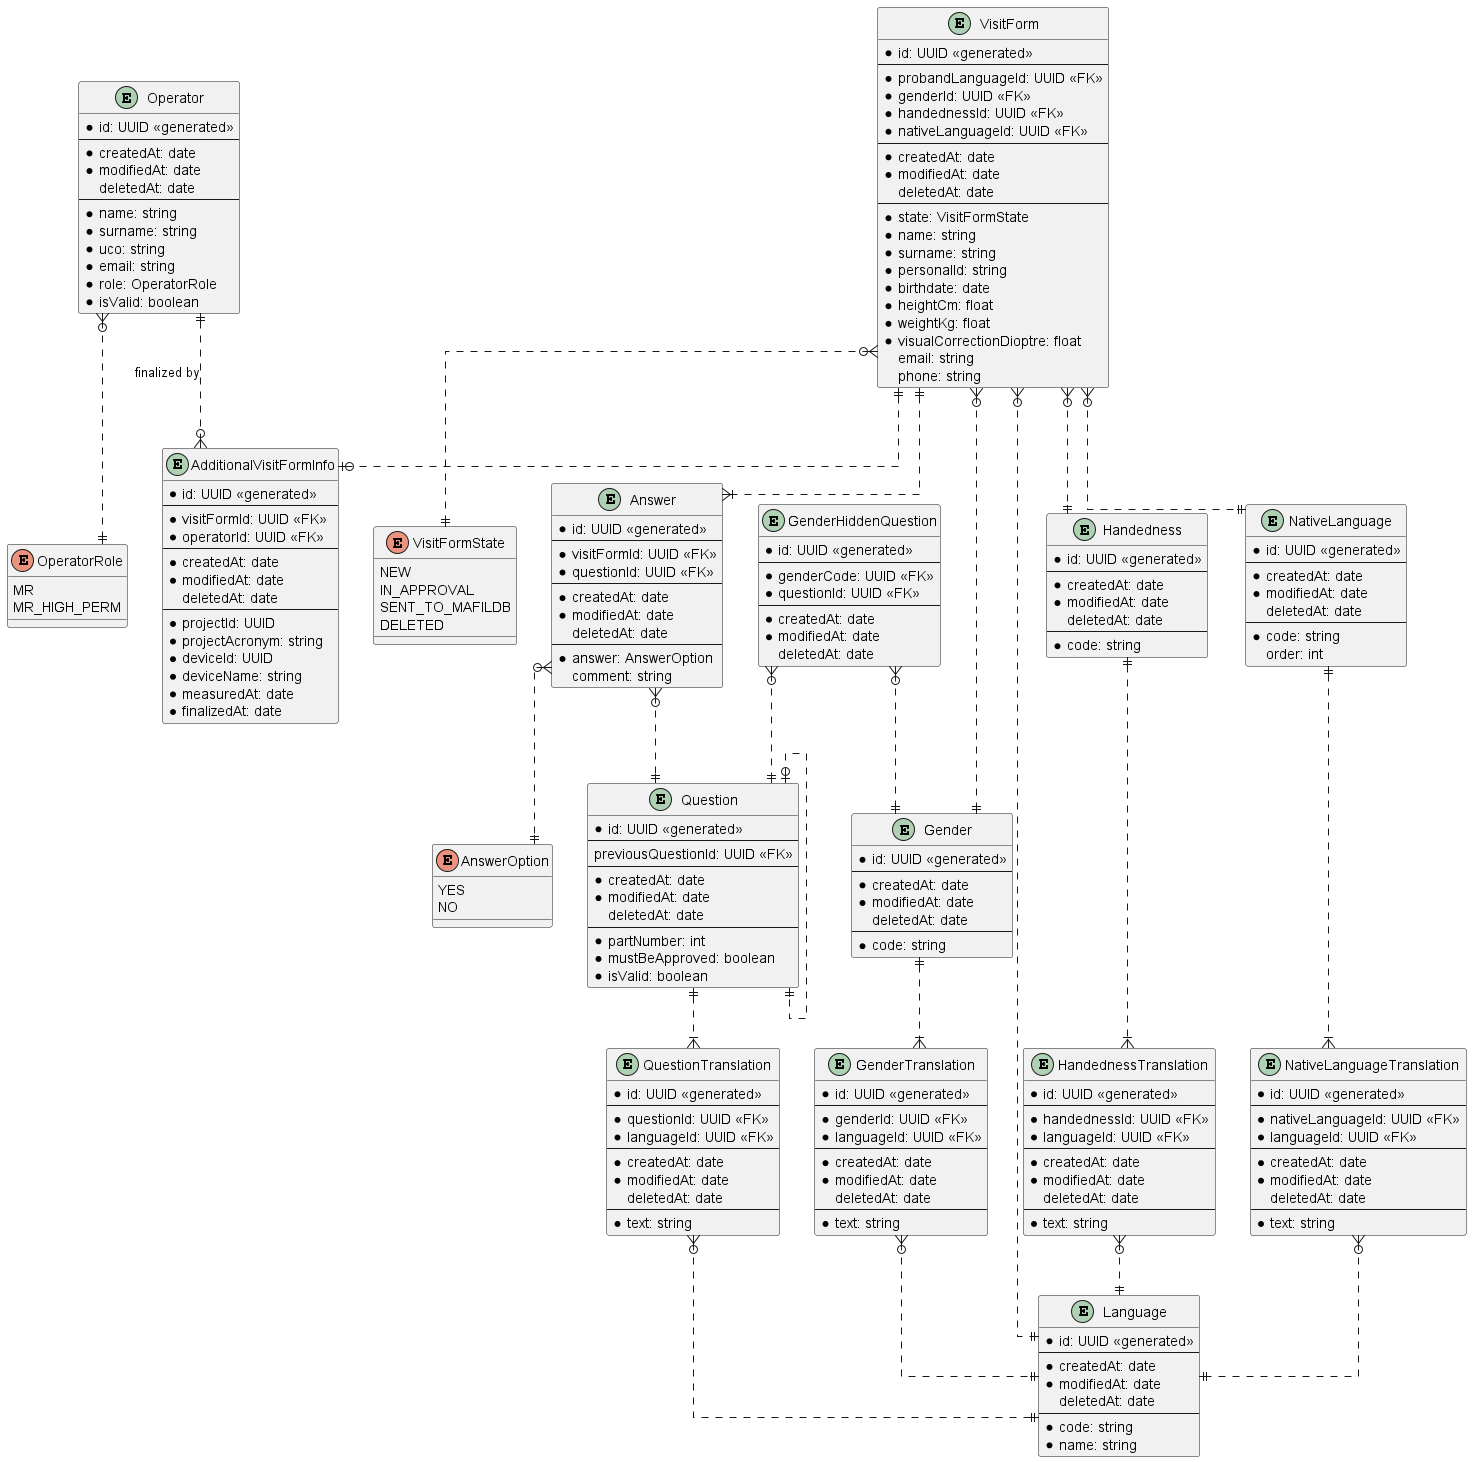 E VisitForm
id: UUID «generated»
probandLanguageId: UUID «FK»
genderId: UUID «FK»
handednessId: UUID «FK»
nativeLanguageId: UUID «FK»
createdAt: date
modifiedAt: date
deletedAt: date
state: VisitFormState
name: string
surname: string
personalId: string
birthdate: date
heightCm: float
weightKg: float
visualCorrectionDioptre: float
email: string
phone: string
E Operator
id: UUID «generated»
createdAt: date
modifiedAt: date
deletedAt: date
name: string
surname: string
uco: string
email: string
role: OperatorRole
isValid: boolean
finalized by
E OperatorRole
MR
MR_HIGH_PERM
E AdditionalVisitFormInfo
id: UUID «generated»
visitFormId: UUID «FK»
operatorId: UUID «FK»
createdAt: date
modifiedAt: date
deletedAt: date
projectId: UUID
projectAcronym: string
deviceId: UUID
deviceName: string
measuredAt: date
finalizedAt: date
E VisitFormState
NEW
IN_APPROVAL
SENT_TO_MAFILDB
DELETED
E Answer
id: UUID «generated»
visitFormId: UUID «FK»
questionId: UUID «FK»
createdAt: date
modifiedAt: date
deletedAt: date
answer: AnswerOption
comment: string
E GenderHiddenQuestion
id: UUID «generated»
genderCode: UUID «FK»
questionId: UUID «FK»
createdAt: date
modifiedAt: date
deletedAt: date
E Handedness
id: UUID «generated»
createdAt: date
modifiedAt: date
deletedAt: date
code: string
E NativeLanguage
id: UUID «generated»
createdAt: date
modifiedAt: date
deletedAt: date
code: string
order: int
E AnswerOption
YES
NO
E Question
id: UUID «generated»
previousQuestionId: UUID «FK»
createdAt: date
modifiedAt: date
deletedAt: date
partNumber: int
mustBeApproved: boolean
isValid: boolean
E Gender
id: UUID «generated»
createdAt: date
modifiedAt: date
deletedAt: date
code: string
E QuestionTranslation
id: UUID «generated»
questionId: UUID «FK»
languageId: UUID «FK»
createdAt: date
modifiedAt: date
deletedAt: date
text: string
E GenderTranslation
id: UUID «generated»
genderId: UUID «FK»
languageId: UUID «FK»
createdAt: date
modifiedAt: date
deletedAt: date
text: string
E HandednessTranslation
id: UUID «generated»
handednessId: UUID «FK»
languageId: UUID «FK»
createdAt: date
modifiedAt: date
deletedAt: date
text: string
E NativeLanguageTranslation
id: UUID «generated»
nativeLanguageId: UUID «FK»
languageId: UUID «FK»
createdAt: date
modifiedAt: date
deletedAt: date
text: string
E Language
id: UUID «generated»
createdAt: date
modifiedAt: date
deletedAt: date
code: string
name: string